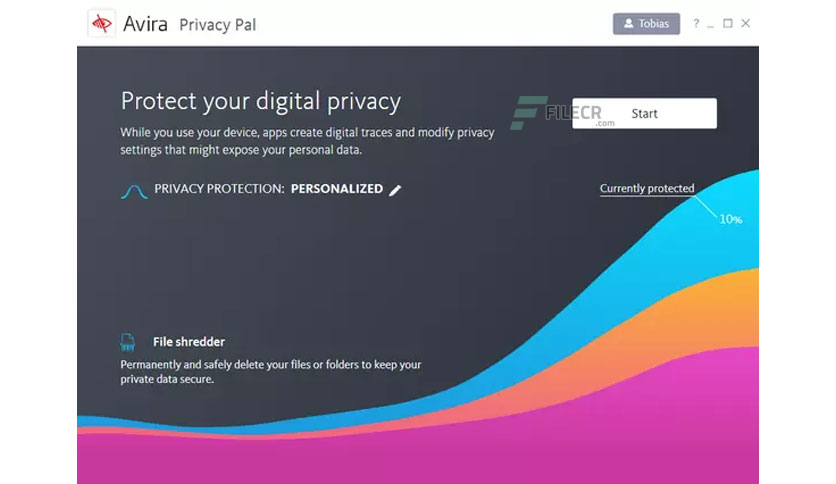 Avira Privacy Pal
Tobias
?
Protect your digital privacy
FILECR
.com
Start
While you use your device, apps create digital traces and modify privacy
settings that might expose your personal data.
PRIVACY PROTECTION: PERSONALIZED
Currently protected
10%
File shredder
Permanently and safely delete your files or folders to keep your
private data secure.